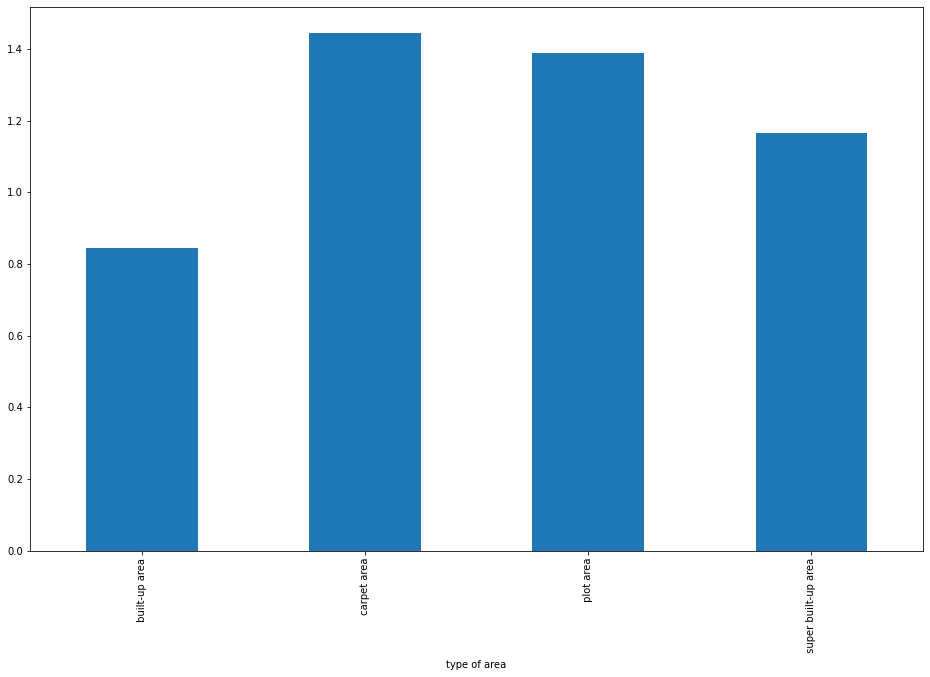 1.4
1.2
1.0
0.8
0.6
0.4
0.2
0.0
built-up area
carpet area
plot area
super built-up area
type of area